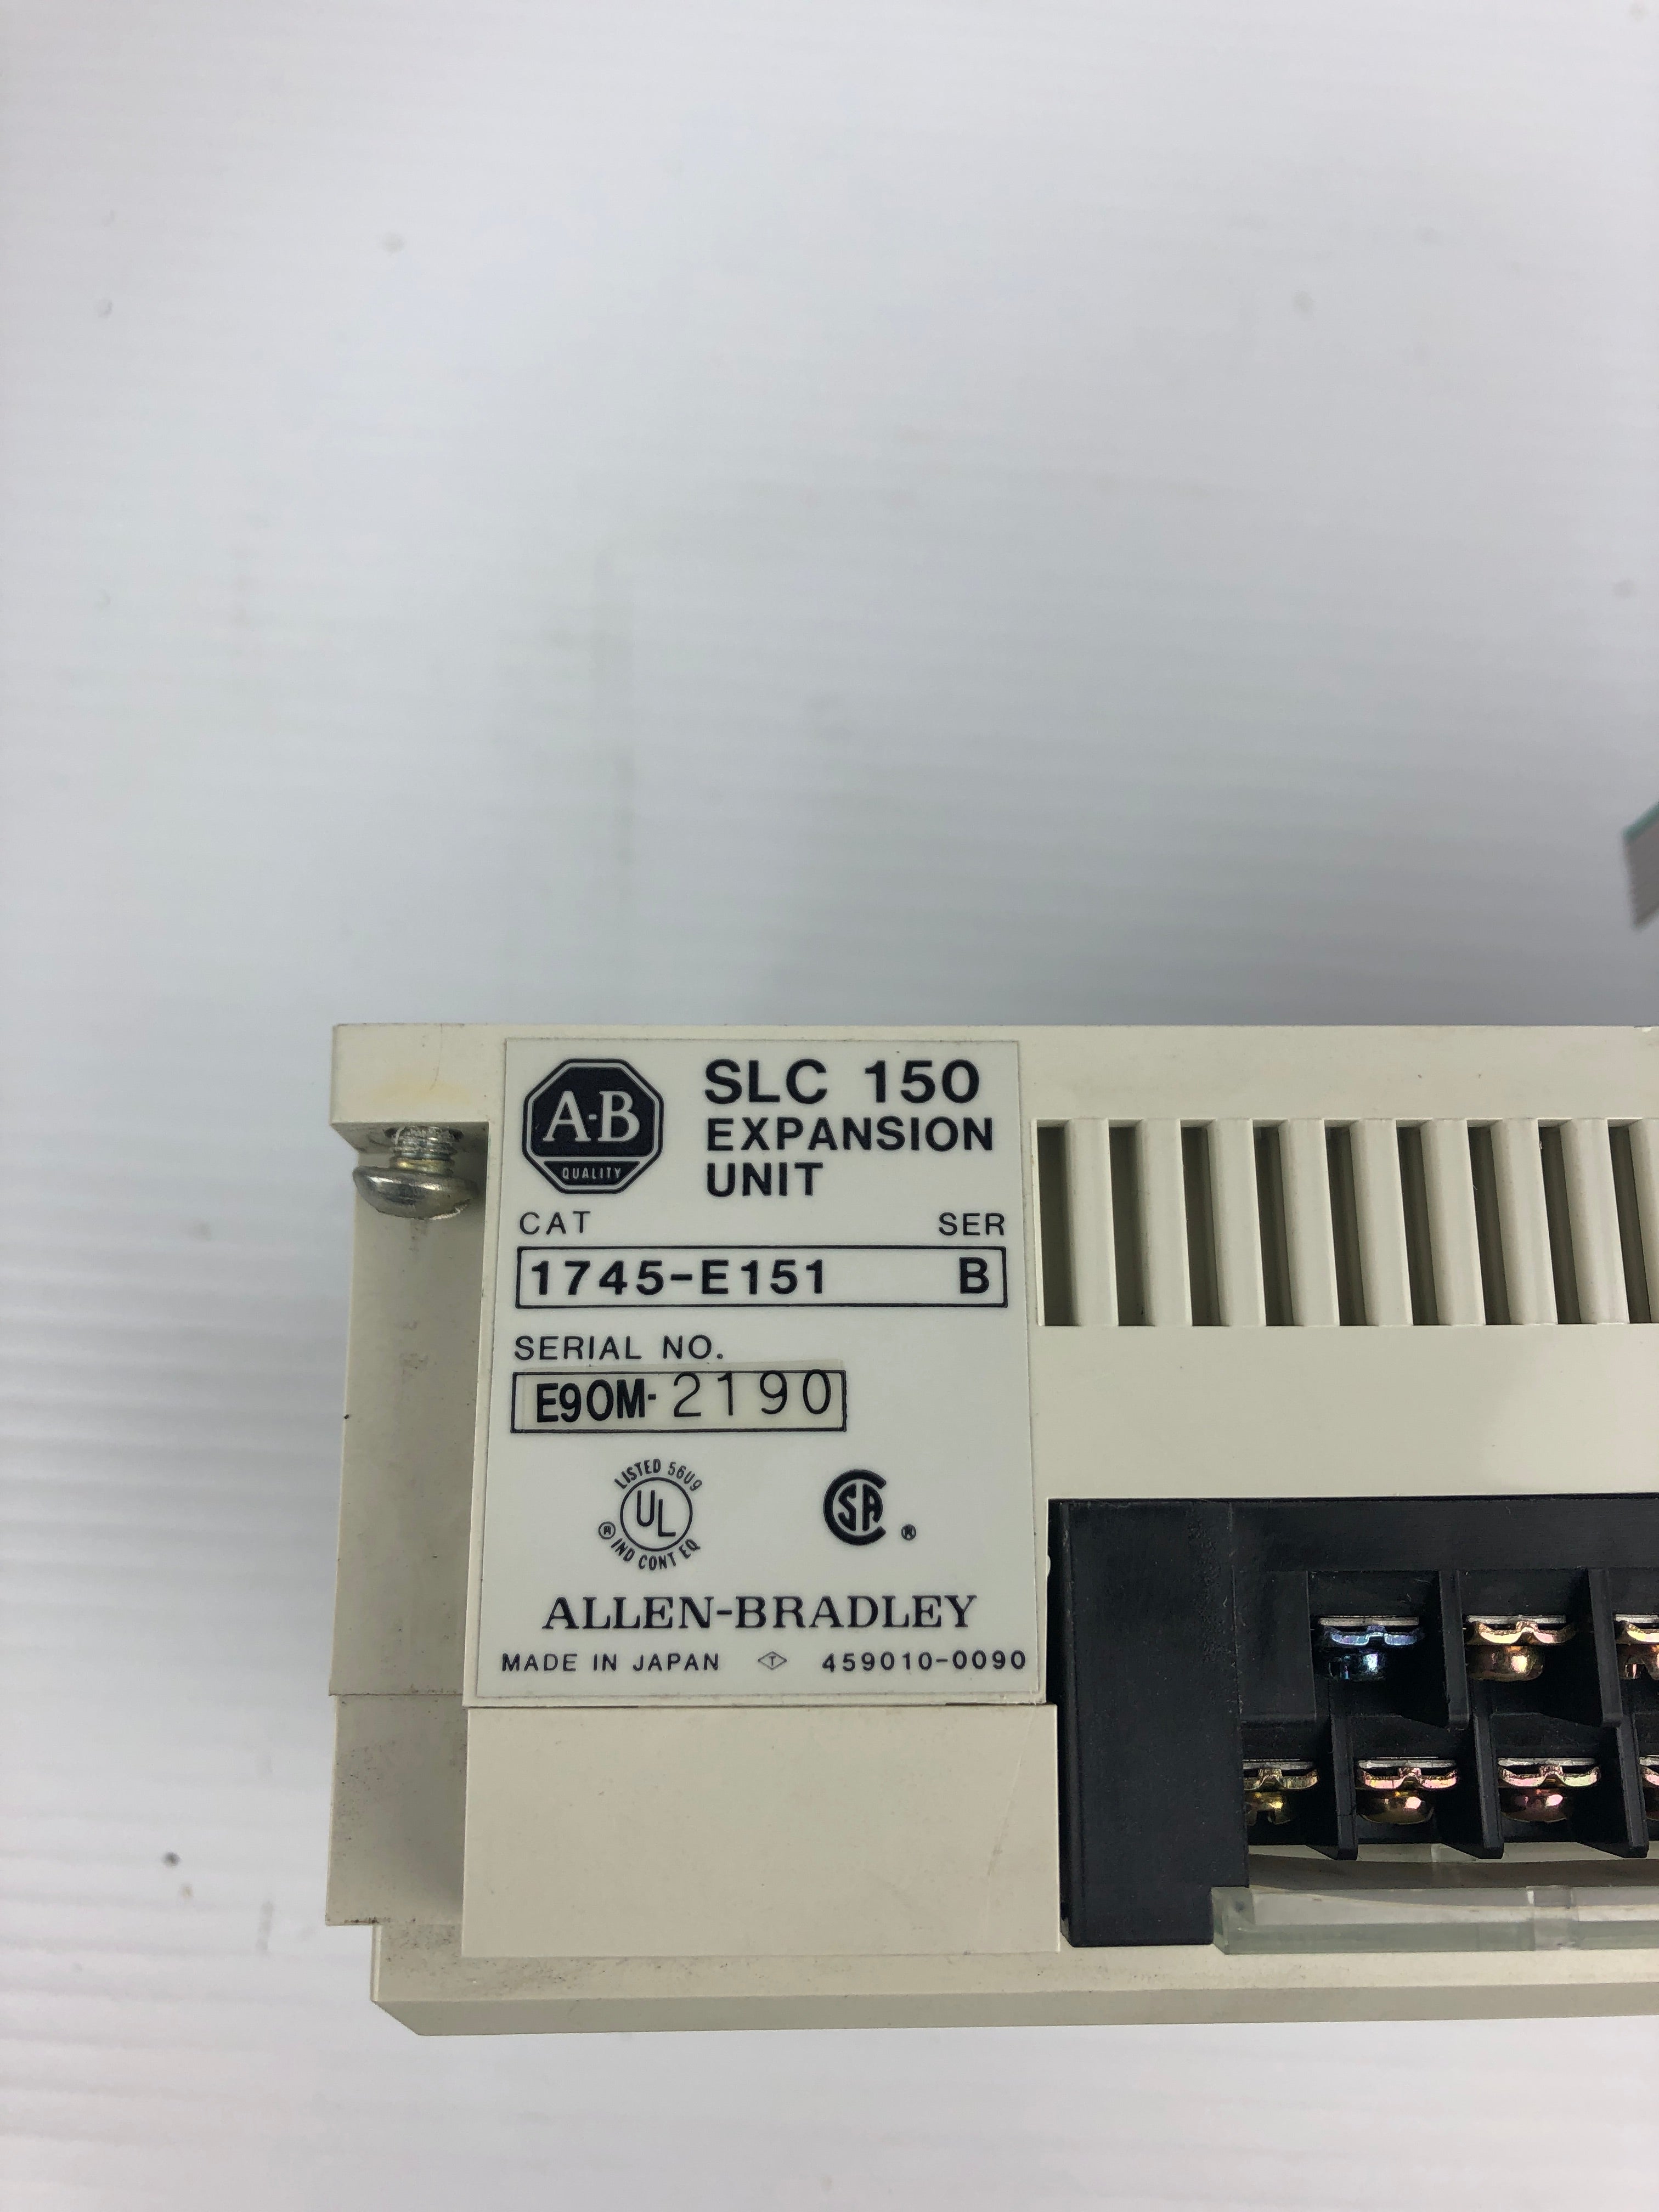 A-B
QUALITY
SLC 150
EXPANSION
UNIT
CAT SER
1745-E151 B
SERIAL NO.
E90M-2190
LISTED 56U9
UL
® IND CONT EQ
SA ®
ALLEN-BRADLEY
MADE IN JAPAN T 459010-0090